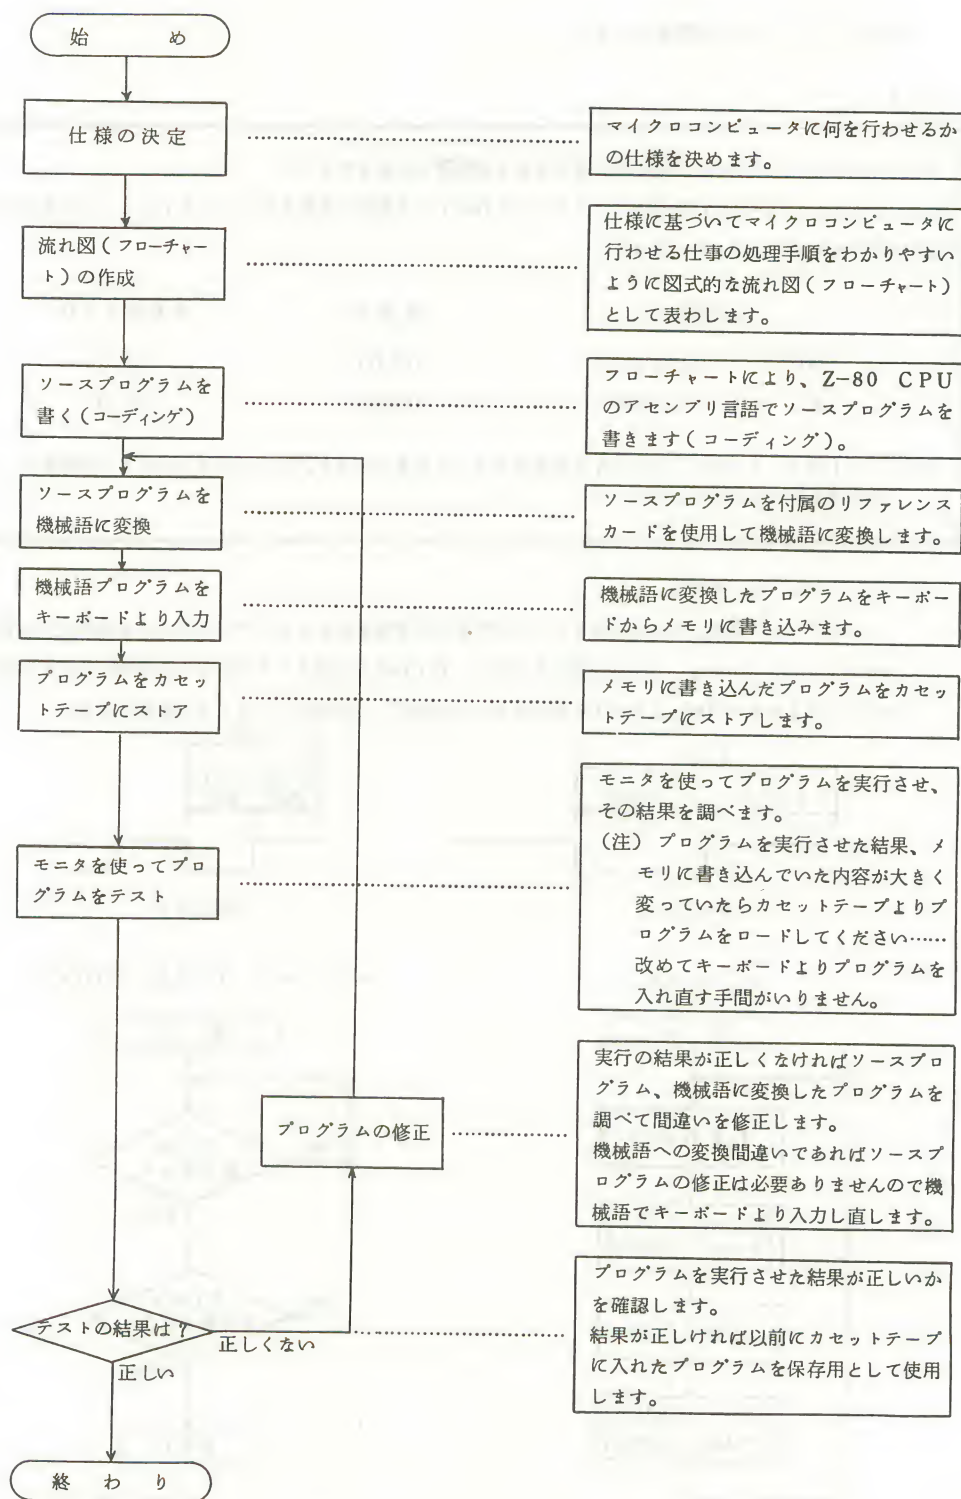 始　め
仕様の決定
マイクロコンピュータに何を行わせるか
の仕様を決めます。
流れ図(フローチャー
ト)の作成
仕様に基づいてマイクロコンピュータに
行わせる仕事の処理手順をわかりやすい
ように図式的な流れ図(フローチャート)
として表わします。
ソースプログラムを
書く(コーディング)
フローチャートにより、Z-80 CPU
のアセンブリ言語でソースプログラムを
書きます(コーディング)。
ソースプログラムを
機械語に変換
ソースプログラムを付属のリファレンス
カードを使用して機械語に変換します。
機械語プログラムを
キーボードより入力
機械語に変換したプログラムをキーボー
ドからメモリに書き込みます。
プログラムをカセッ
トテープにストア
メモリに書き込んだプログラムをカセッ
トテープにストアします。
モニタを使ってプロ
グラムをテスト
モニタを使ってプログラムを実行させ、
その結果を調べます。
(注) プログラムを実行させた結果、メ
モリに書き込んでいた内容が大きく
変っていたらカセットテープよりプ
ログラムをロードしてください……
改めてキーボードよりプログラムを
入れ直す手間がいりません。
プログラムの修正
実行の結果が正しくなければソースプロ
グラム、機械語に変換したプログラムを
調べて間違いを修正します。
機械語への変換間違いであればソースプ
ログラムの修正は必要ありませんので機
械語でキーボードより入力し直します。
テストの結果は?
正しくない
正しい
プログラムを実行させた結果が正しいか
を確認します。
結果が正しければ以前にカセットテープ
に入れたプログラムを保存用として使用
します。
終 わ り